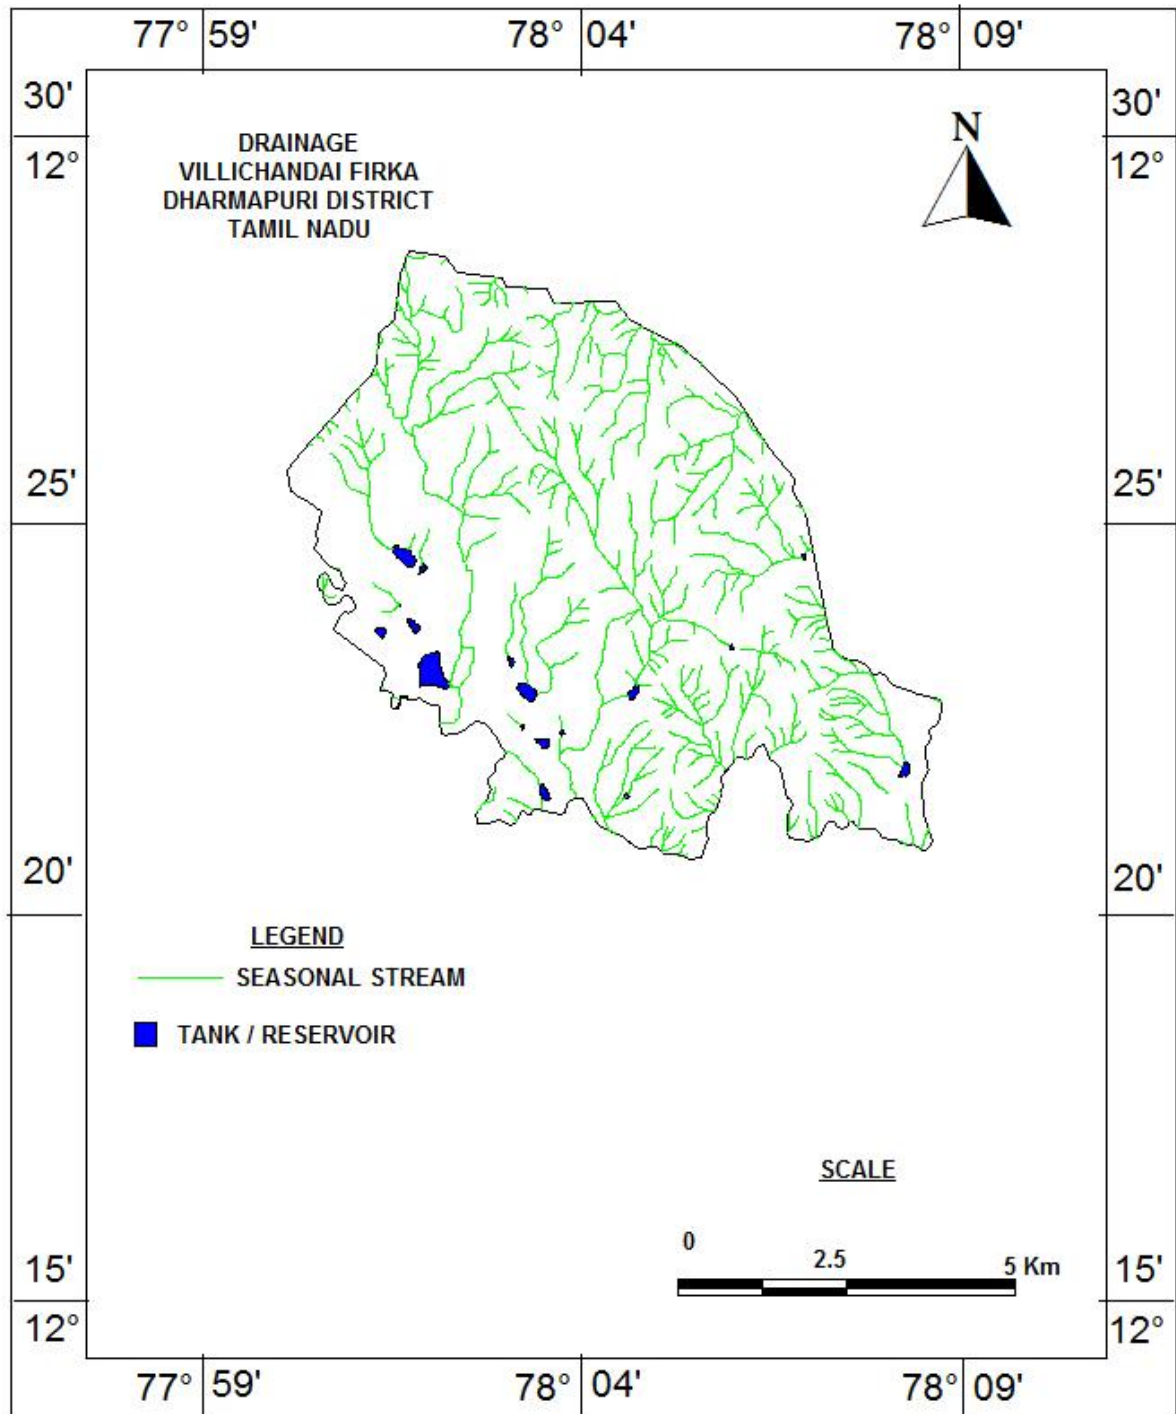 77° 59'
78° 04'
78° 09'
30'
12°
30'
12°
DRAINAGE
VILLICHANDAI FIRKA
DHARMAPURI DISTRICT
TAMIL NADU
N
25'
25'
20'
20'
LEGEND
SEASONAL STREAM
TANK / RESERVOIR
SCALE
0
2.5
5 Km
15'
12°
15'
12°
77° 59'
78° 04'
78° 09'